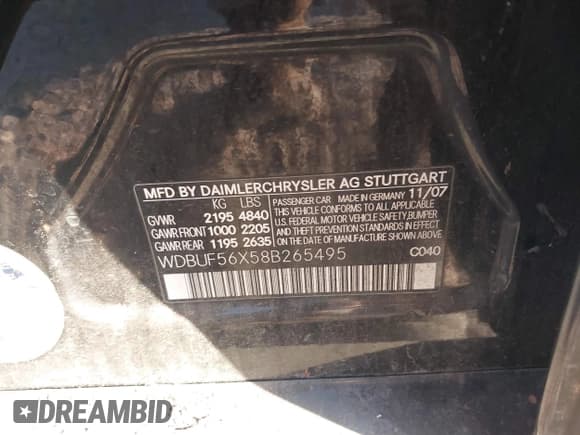 MFD BY DAIMLERCHRYSLER AG STUTTGART
KG LBS
GVWR 2195 4840
GAWR FRONT 1000 2205
GAWR REAR 1195 2635
PASSENGER CAR
MADE IN GERMANY 11/07
THIS VEHICLE CONFORMS TO ALL APPLICABLE
U.S. FEDERAL MOTOR VEHICLE SAFETY, BUMPER
AND THEFT PREVENTION STANDARDS IN EFFECT
ON THE DATE OF MANUFACTURE SHOWN ABOVE
WDBUF56X58B265495 C040
DREAMBID